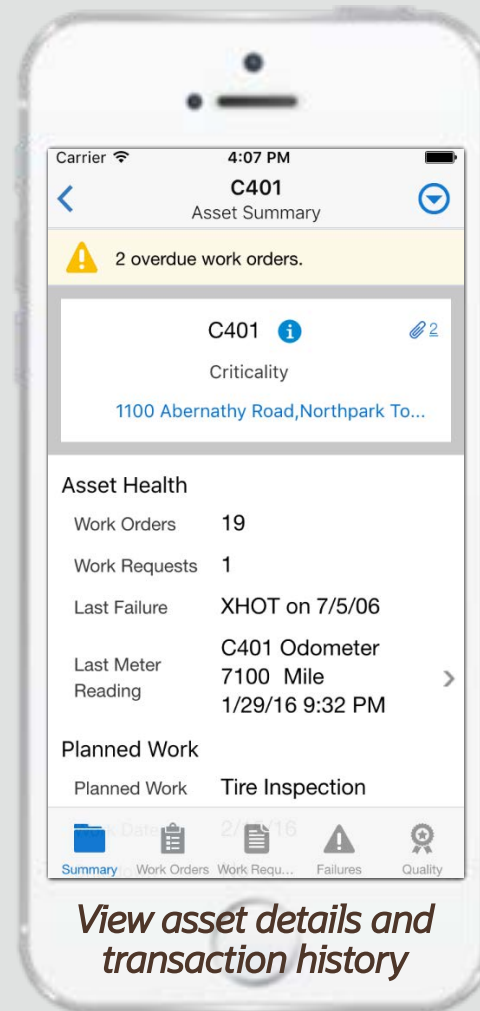 Carrier 4:07 PM
C401
Asset Summary
2 overdue work orders.
C401 2
Criticality
1100 Abernathy Road,Northpark To...
Asset Health
Work Orders 19
Work Requests 1
Last Failure XHOT on 7/5/06
Last Meter Reading C401 Odometer
7100 Mile
1/29/16 9:32 PM
Planned Work
Planned Work Tire Inspection
Summary Work Orders Work Requ... Failures Quality
View asset details and
transaction history